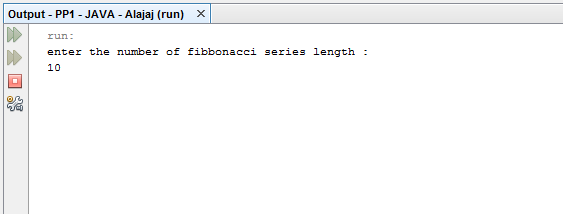 Output - PP1 - JAVA - Alajaj (run)
run:
enter the number of fibbonacci series length :
10